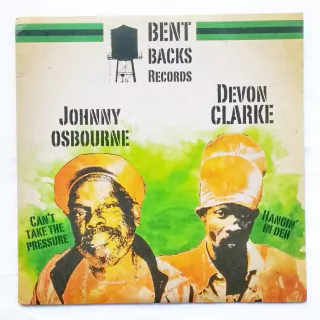 BENT
BACKS
RECORDS
JOHNNY
OSBOURNE
DEVON
CLARKE
CAN'T
TAKE THE
PRESSURE
HANGIN'
IN DEH